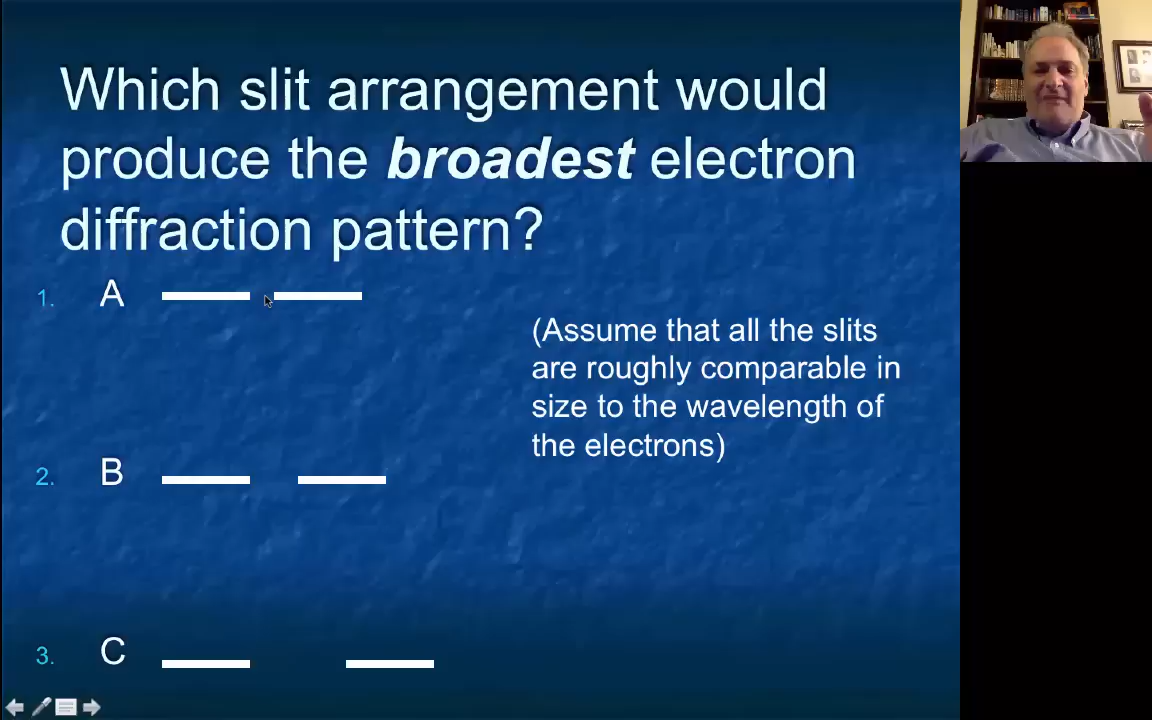 Which slit arrangement would
produce the broadest electron
diffraction pattern?
1. A
(Assume that all the slits
are roughly comparable in
size to the wavelength of
the electrons)
2. B
3. C